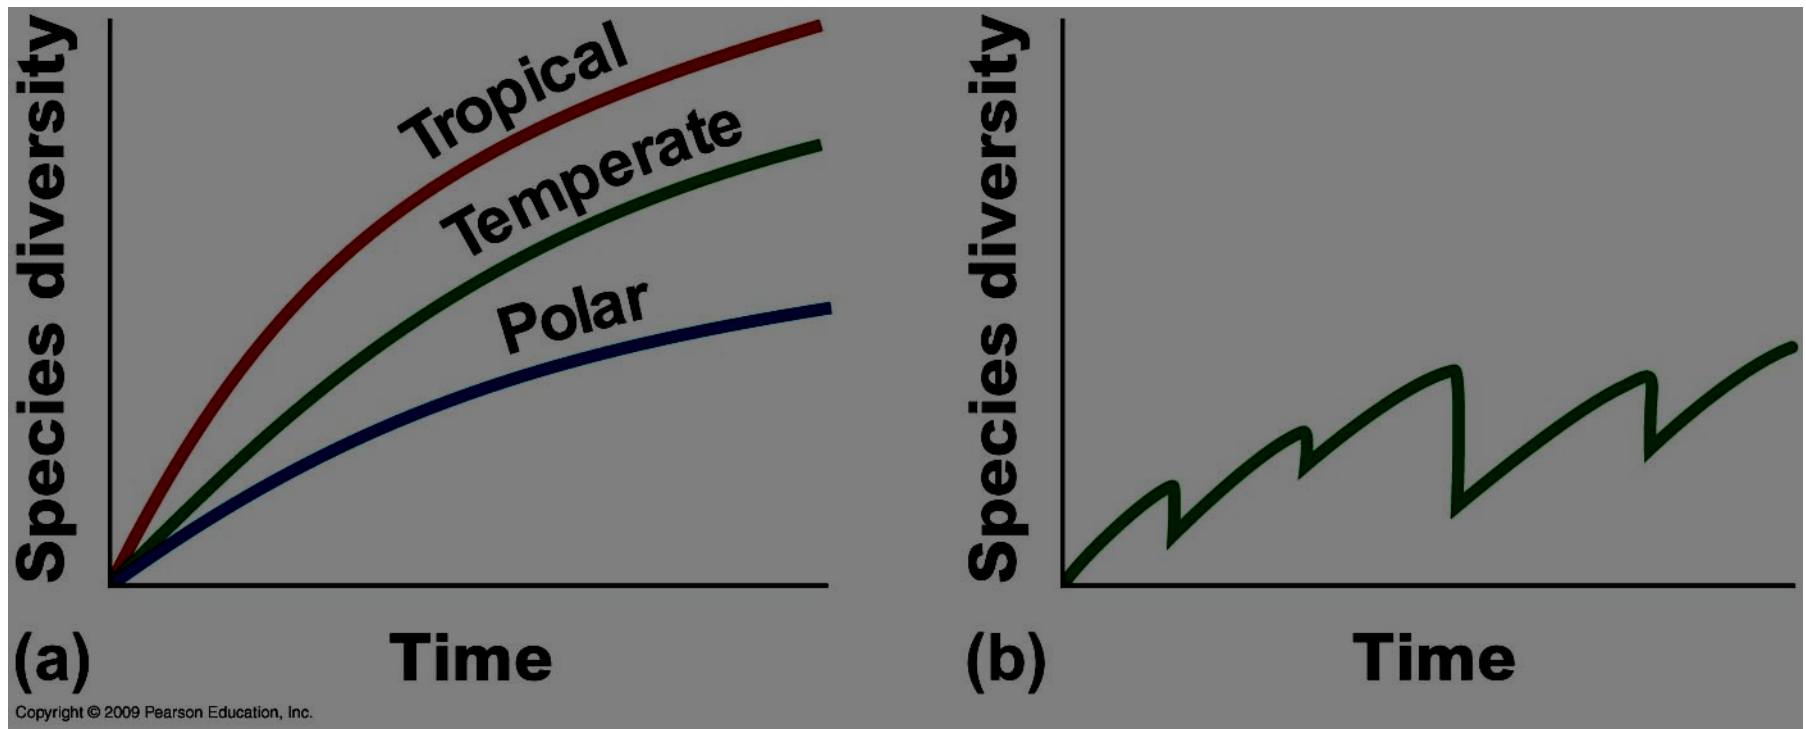 Species diversity
Tropical
Temperate
Polar
(a)
Time
Species diversity
(b)
Time
Copyright © 2009 Pearson Education, Inc.